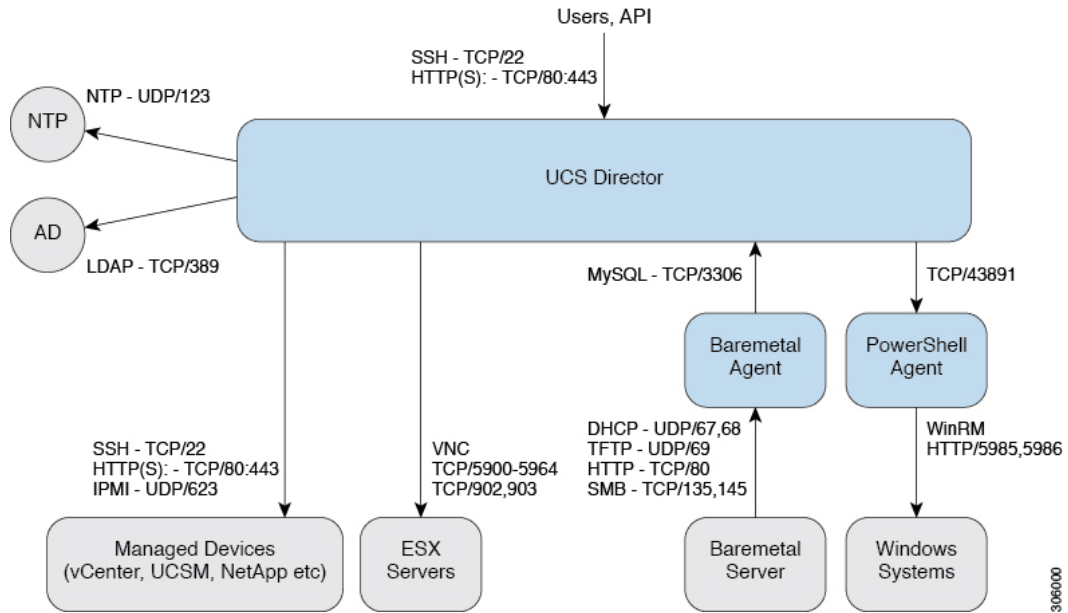 Users, API
SSH - TCP/22
HTTP(S): - TCP/80:443
NTP - UDP/123
NTP
UCS Director
AD
LDAP - TCP/389
MySQL - TCP/3306
TCP/43891
Baremetal
Agent
PowerShell
Agent
SSH - TCP/22
HTTP(S): - TCP/80:443
IPMI - UDP/623
VNC
TCP/5900-5964
TCP/902,903
DHCP - UDP/67,68
TFTP - UDP/69
HTTP - TCP/80
SMB - TCP/135,145
WinRM
HTTP/5985,5986
Managed Devices
(vCenter, UCSM, NetApp etc)
ESX
Servers
Baremetal
Server
Windows
Systems
306000